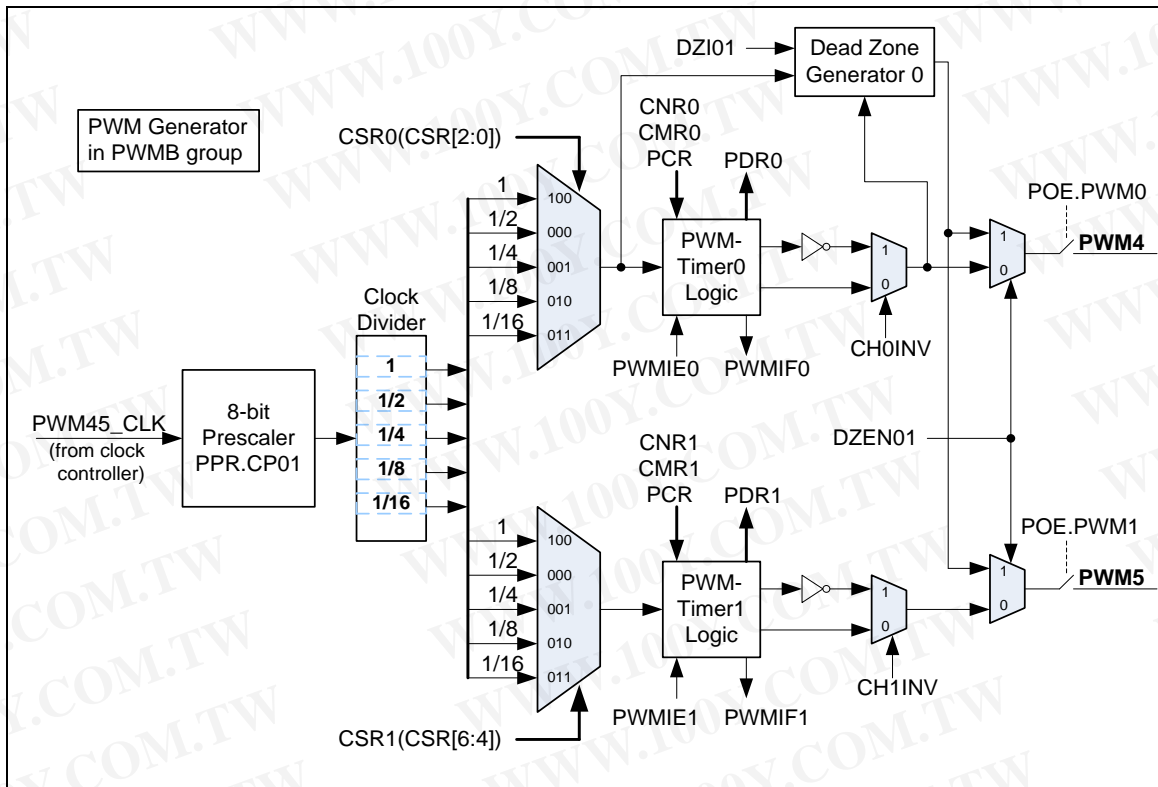 WWW.100Y.COM.TW
PWM Generator
in PWMB group
DZI01
Dead Zone
Generator 0
CSR0(CSR[2:0])
CNR0
CMR0
PCR
PDR0
POE.PWM0
1
1/2
1/4
1/8
1/16
100
000
001
010
011
PWM-
Timer0
Logic
1
0
1
0
PWM4
PWMIE0
PWMIF0
CH0INV
Clock
Divider
1
1/2
1/4
1/8
1/16
PWM45_CLK
(from clock
controller)
8-bit
Prescaler
PPR.CP01
DZEN01
CNR1
CMR1
PCR
PDR1
POE.PWM1
1
1/2
1/4
1/8
1/16
100
000
001
010
011
PWM-
Timer1
Logic
1
0
1
0
PWM5
PWMIE1
PWMIF1
CH1INV
CSR1(CSR[6:4])